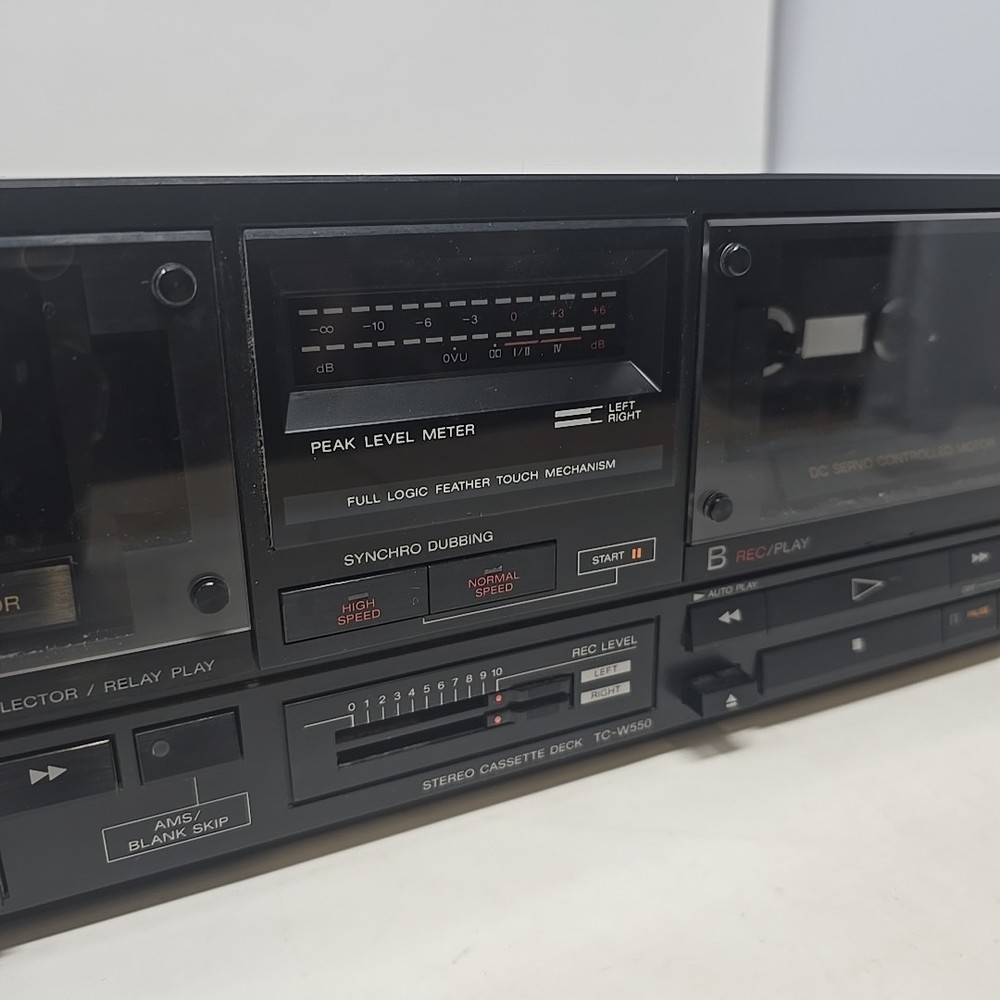 −∞ −10 −6 −3 0 +3 +6
dB 0VU I/II IV dB
LEFT
RIGHT
PEAK LEVEL METER
FULL LOGIC FEATHER TOUCH MECHANISM
DC SERVO CONTROLLED MOTOR
SYNCHRO DUBBING
HIGH
SPEED
NORMAL
SPEED
START
B REC/PLAY
AUTO PLAY
PAUSE
OR
LECTOR / RELAY PLAY
REC LEVEL
0 1 2 3 4 5 6 7 8 9 10
LEFT
RIGHT
STEREO CASSETTE DECK TC-W550
AMS/
BLANK SKIP